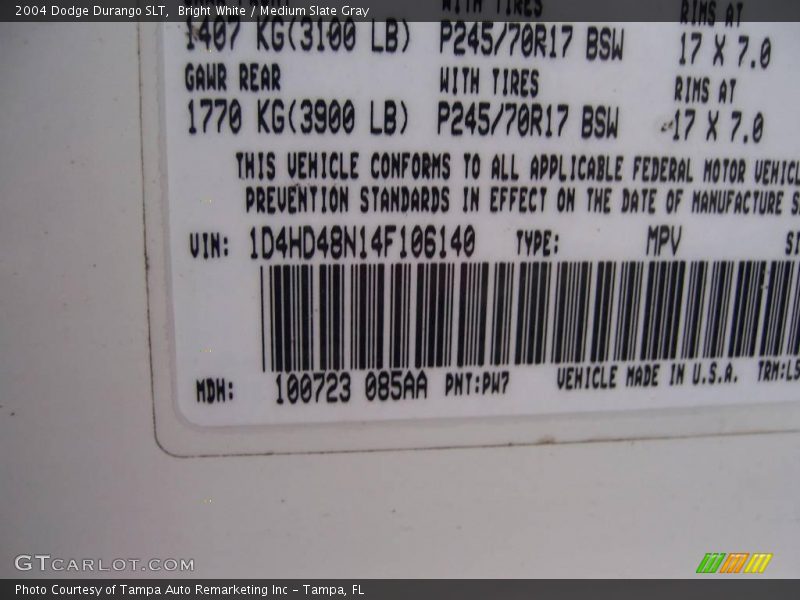 2004 Dodge Durango SLT, Bright White / Medium Slate Gray
WITH TIRES RIMS AT
1407 KG(3100 LB) P245/70R17 BSW 17 X 7.0
GAWR REAR WITH TIRES RIMS AT
1770 KG(3900 LB) P245/70R17 BSW 17 X 7.0
THIS VEHICLE CONFORMS TO ALL APPLICABLE FEDERAL MOTOR VEHICL
PREVENTION STANDARDS IN EFFECT ON THE DATE OF MANUFACTURE S
VIN: 1D4HD48N14F106140 TYPE: MPV
MDH: 100723 085AA PNT:PW7 VEHICLE MADE IN U.S.A. TRM:LS
GTCARLOT.COM
Photo Courtesy of Tampa Auto Remarketing Inc – Tampa, FL